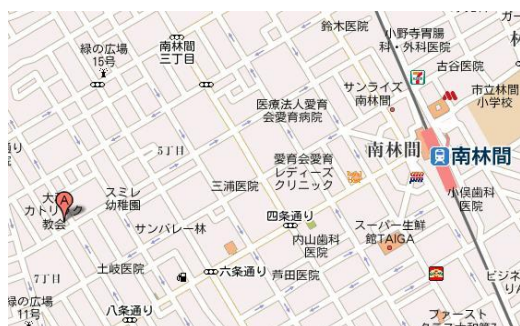 鈴木医院
小野寺胃腸
科・外科医院
緑の広場
15号
南林間
三丁目
古谷医院
サンライズ
南林間
市立林間
小学校
医療法人愛育
会愛育病院
5丁目
南林間
南林間
愛育会愛育
レディーズ
クリニック
三浦医院
スミレ
幼稚園
A
カトリック
教会
小俣歯科
医院
四条通り
サンバレー林
内山歯科
医院
スーパー生鮮
館TAIGA
7丁目
土岐医院
六条通り
芦田医院
ビジネ
緑の広場
11号
八条通り
ファースト